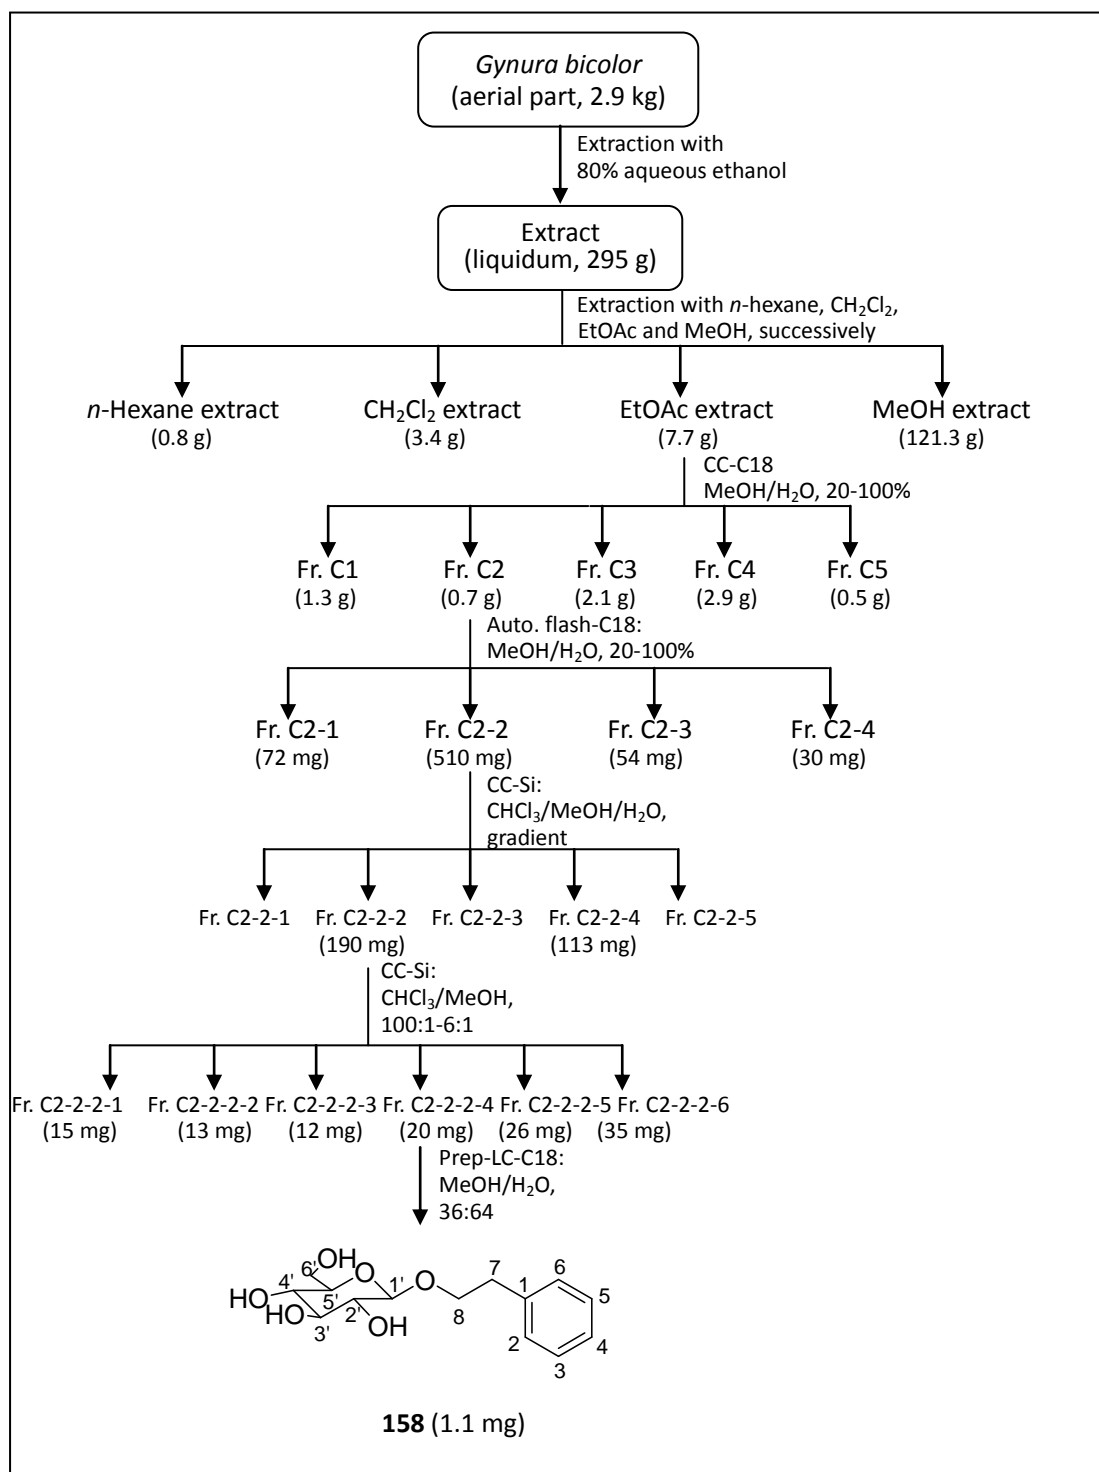 Gynura bicolor
(aerial part, 2.9 kg)
Extraction with
80% aqueous ethanol
Extract
(liquidum, 295 g)
Extraction with n-hexane, CH₂Cl₂,
EtOAc and MeOH, successively
n-Hexane extract CH₂Cl₂ extract EtOAc extract MeOH extract
(0.8 g) (3.4 g) (7.7 g) (121.3 g)
CC-C18
MeOH/H₂O, 20-100%
Fr. C1 Fr. C2 Fr. C3 Fr. C4 Fr. C5
(1.3 g) (0.7 g) (2.1 g) (2.9 g) (0.5 g)
Auto. flash-C18:
MeOH/H₂O, 20-100%
Fr. C2-1 Fr. C2-2 Fr. C2-3 Fr. C2-4
(72 mg) (510 mg) (54 mg) (30 mg)
CC-Si:
CHCl₃/MeOH/H₂O,
gradient
Fr. C2-2-1 Fr. C2-2-2 Fr. C2-2-3 Fr. C2-2-4 Fr. C2-2-5
(190 mg) (113 mg)
CC-Si:
CHCl₃/MeOH,
100:1-6:1
Fr. C2-2-2-1 Fr. C2-2-2-2 Fr. C2-2-2-3 Fr. C2-2-2-4 Fr. C2-2-2-5 Fr. C2-2-2-6
(15 mg) (13 mg) (12 mg) (20 mg) (26 mg) (35 mg)
Prep-LC-C18:
MeOH/H₂O,
36:64
6' OH 7 6
4' O 1' O 1 5
HO 5'
HO 2' 8
3' OH 2 4
3
158 (1.1 mg)